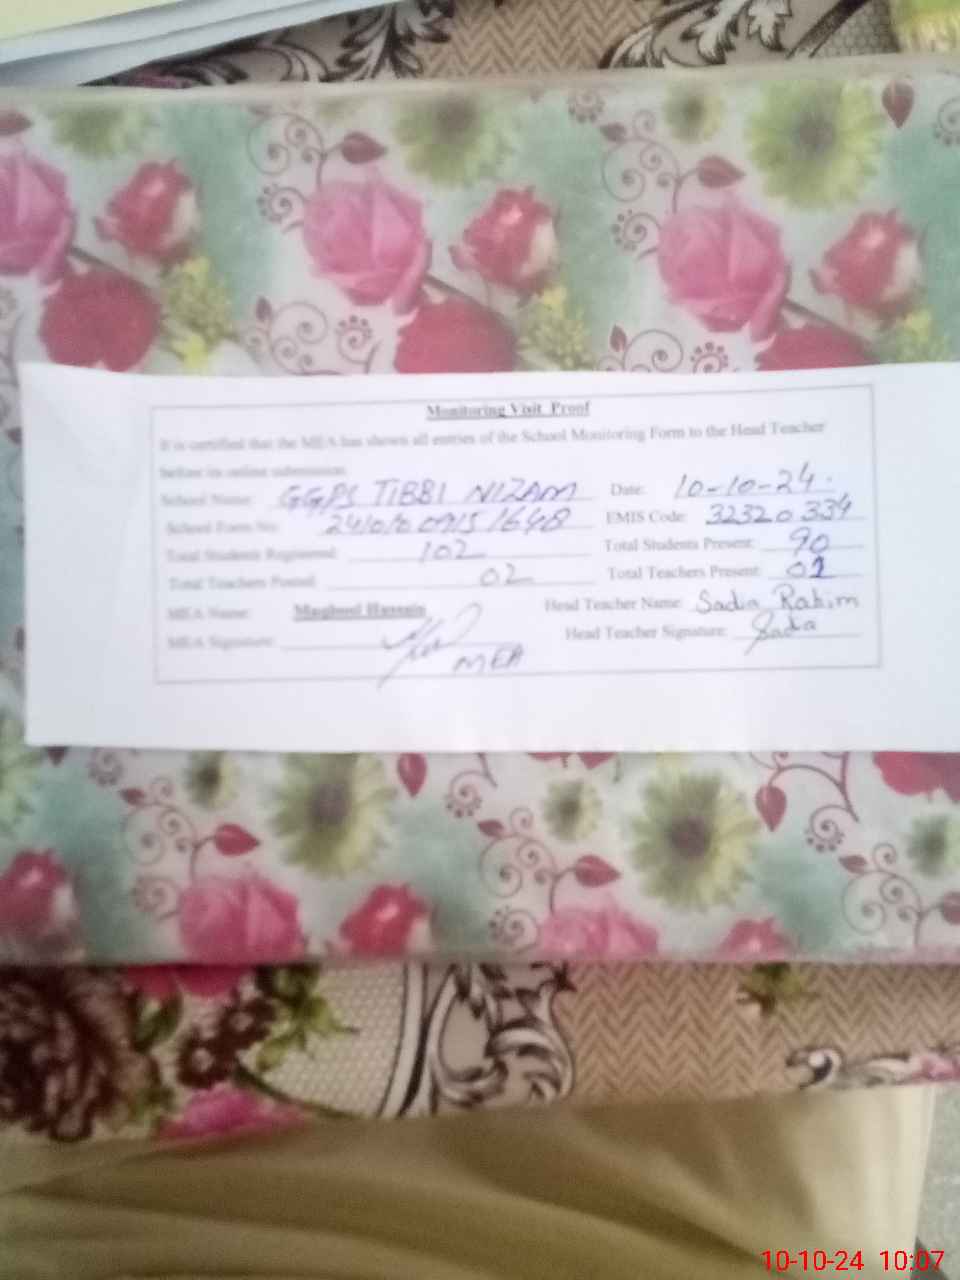 Monitoring Visit Proof
It is certified that the MEA has shown all entries of the School Monitoring Form to the Head Teacher
before its online submission
School Name: GGPS TIBBI NIZAM Date: 10-10-24.
School Form No: EMIS Code: 32320334
Total Students Registered: 102 Total Students Present: 90
Total Teachers Posted: 02 Total Teachers Present:
MEA Name: Maqbool Hussain Head Teacher Name: Sadia Rahim
MEA Signature: MEA Head Teacher Signature: Sadia
10-10-24 10:07